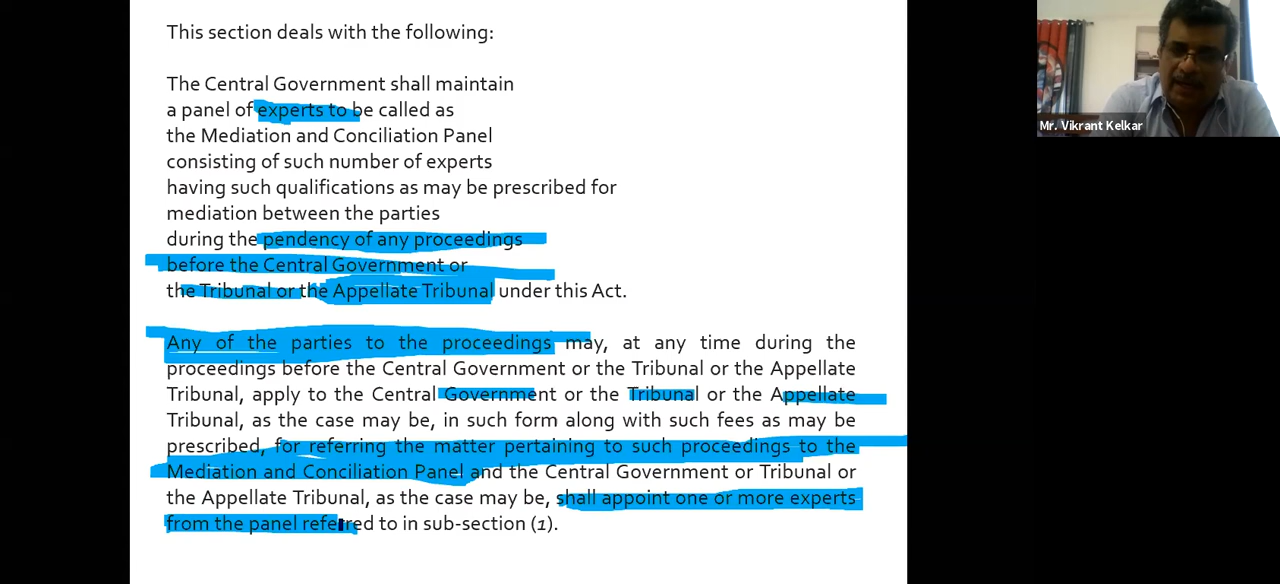 This section deals with the following:
The Central Government shall maintain
a panel of experts to be called as
the Mediation and Conciliation Panel
consisting of such number of experts
having such qualifications as may be prescribed for
mediation between the parties
during the pendency of any proceedings
before the Central Government or
the Tribunal or the Appellate Tribunal under this Act.
Any of the parties to the proceedings may, at any time during the
proceedings before the Central Government or the Tribunal or the Appellate
Tribunal, apply to the Central Government or the Tribunal or the Appellate
Tribunal, as the case may be, in such form along with such fees as may be
prescribed, for referring the matter pertaining to such proceedings to the
Mediation and Conciliation Panel and the Central Government or Tribunal or
the Appellate Tribunal, as the case may be, shall appoint one or more experts
from the panel referred to in sub-section (1).
Mr. Vikrant Kelkar